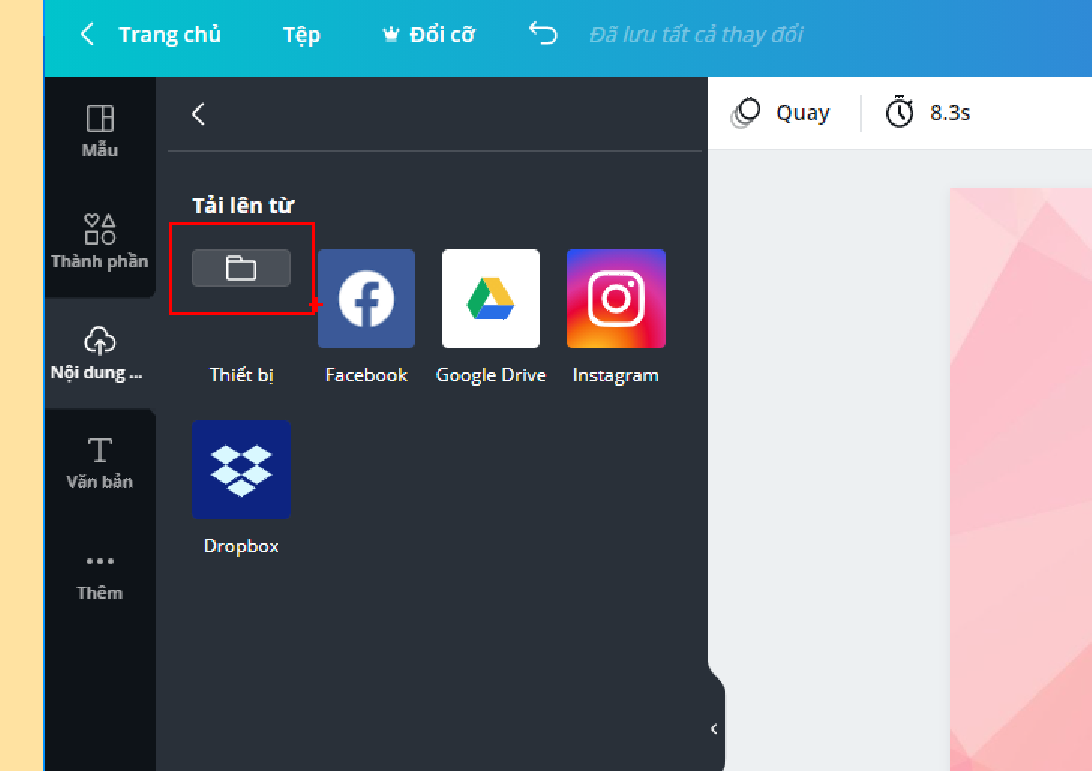 Trang chủ Tệp Đổi cỡ Đã lưu tất cả thay đổi
Quay 8.3s
Mẫu
Thành phần
Nội dung ...
Văn bản
Thêm
Tải lên từ
Thiết bị Facebook Google Drive Instagram
Dropbox